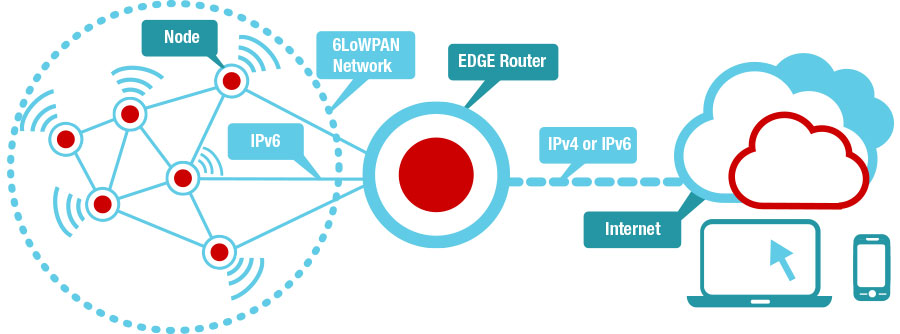 Node
6LoWPAN
Network
EDGE Router
IPv6
IPv4 or IPv6
Internet